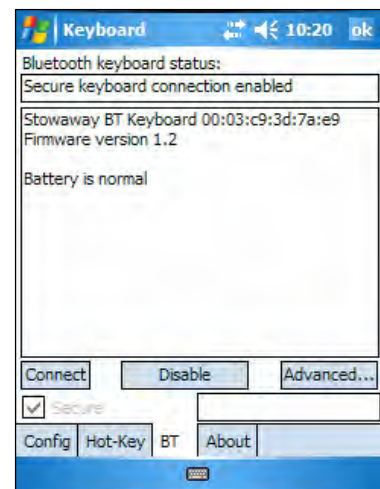 Keyboard 10:20 ok
Bluetooth keyboard status:
Secure keyboard connection enabled
Stowaway BT Keyboard 00:03:c9:3d:7a:e9
Firmware version 1.2
Battery is normal
Connect Disable Advanced...
Secure
Config Hot-Key BT About